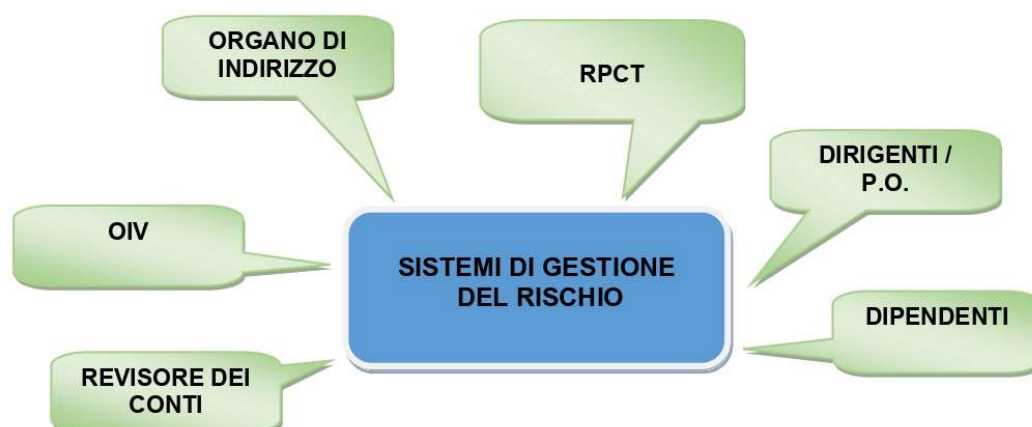 ORGANO DI
INDIRIZZO
RPCT
DIRIGENTI /
P.O.
OIV
SISTEMI DI GESTIONE
DEL RISCHIO
DIPENDENTI
REVISORE DEI
CONTI